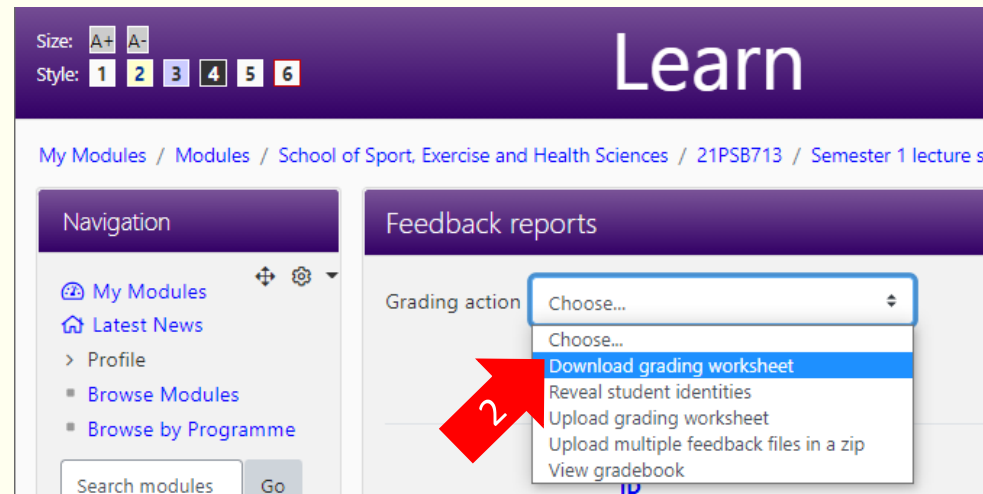 Size: A+ A-
Style: 1 2 3 4 5 6
Learn
My Modules / Modules / School of Sport, Exercise and Health Sciences / 21PSB713 / Semester 1 lecture s
Navigation
My Modules
Latest News
Profile
Browse Modules
Browse by Programme
Search modules Go
Feedback reports
Grading action Choose...
Choose...
Download grading worksheet
Reveal student identities
Upload grading worksheet
Upload multiple feedback files in a zip
View gradebook
2
ID